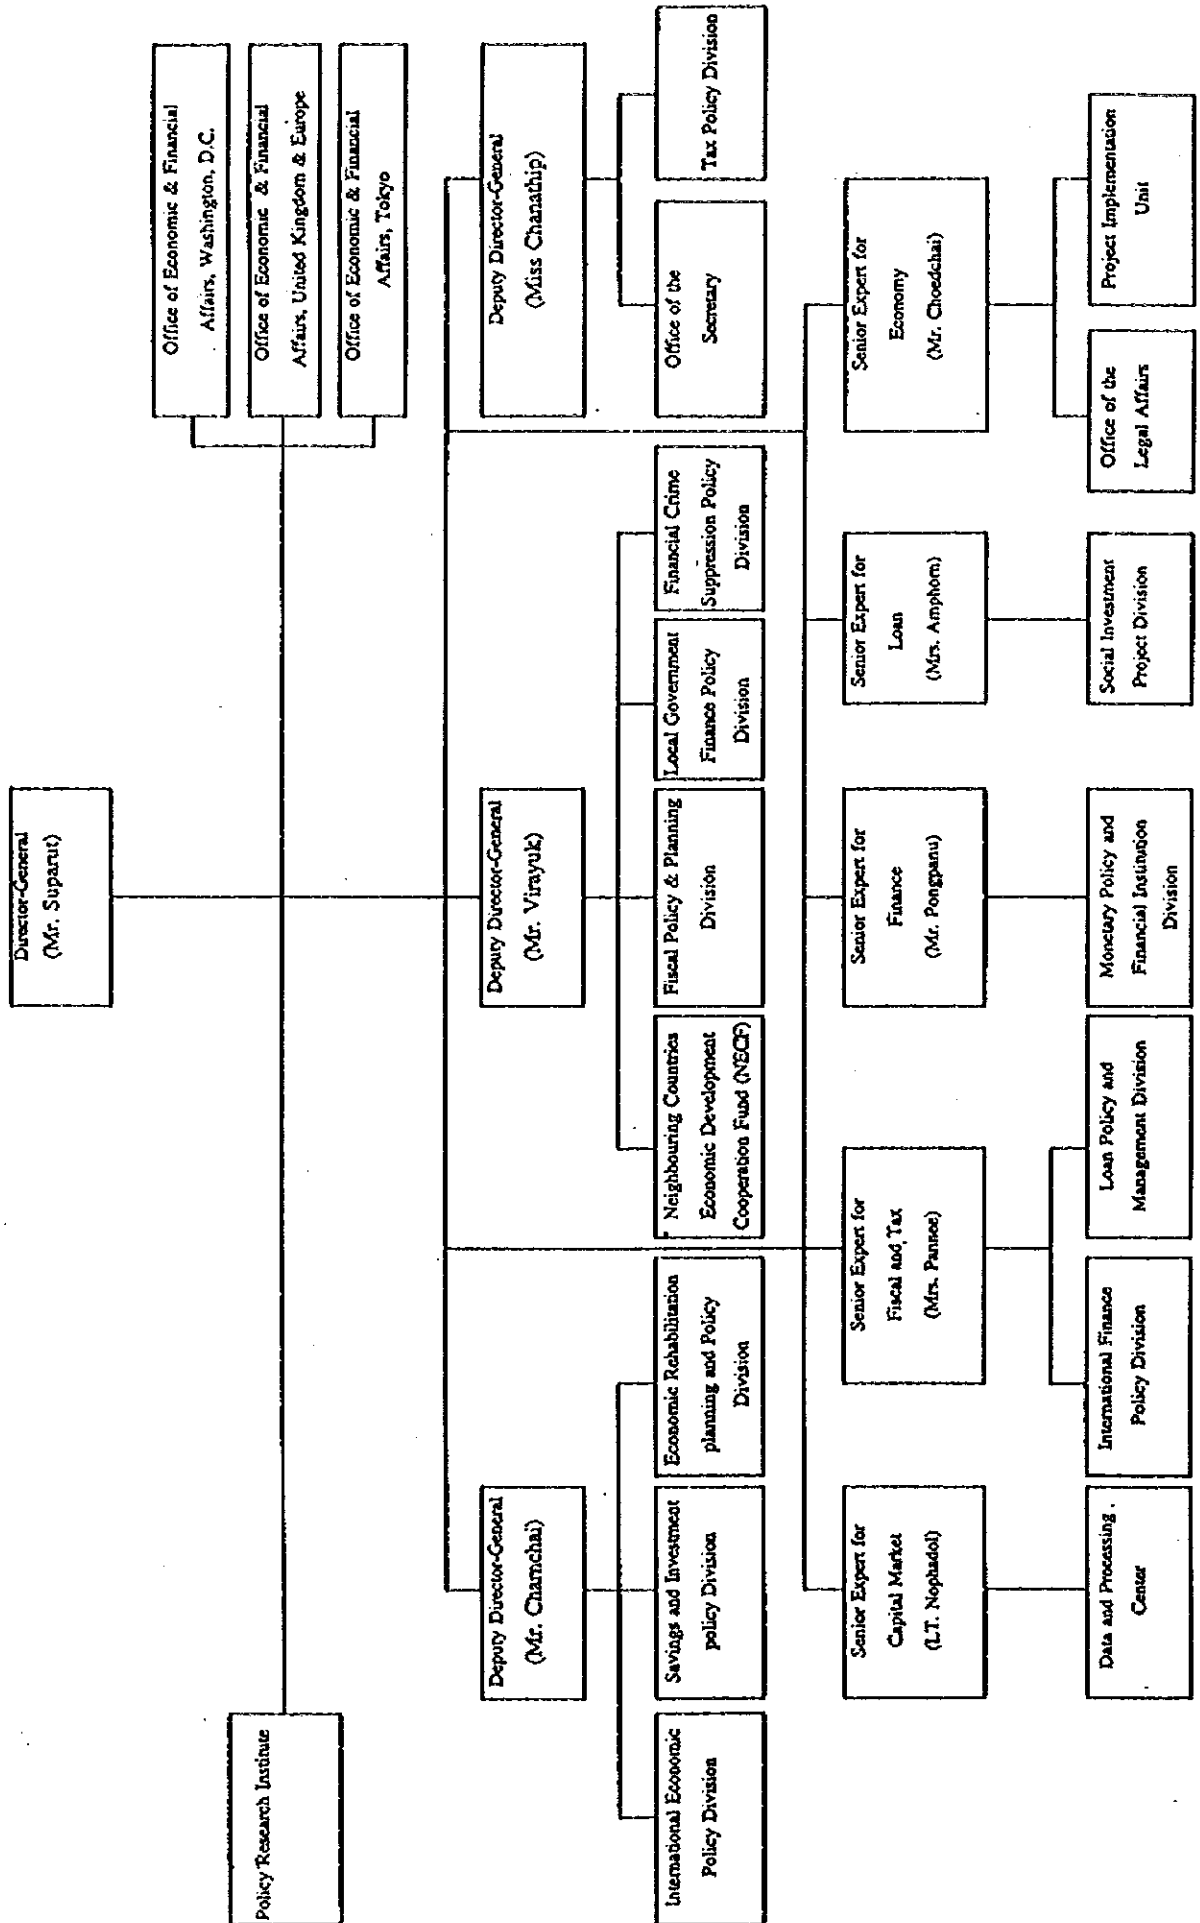 Director-General
(Mr. Suparut)
Policy Research Institute
Office of Economic & Financial
Affairs, Washington, D.C.
Office of Economic & Financial
Affairs, United Kingdom & Europe
Office of Economic & Financial
Affairs, Tokyo
Deputy Director-General
(Mr. Charnchai)
Deputy Director-General
(Mr. Virayuk)
Deputy Director-General
(Miss Chanathip)
International Economic
Policy Division
Savings and Investment
policy Division
Economic Rehabilitation
planning and Policy
Division
Neighbouring Countries
Economic Development
Cooperation Fund (NECF)
Fiscal Policy & Planning
Division
Local Government
Finance Policy
Division
Financial Crime
Suppression Policy
Division
Office of the
Secretary
Tax Policy Division
Senior Expert for
Capital Market
(LT. Nophadol)
Senior Expert for
Fiscal and Tax
(Mrs. Pannee)
Senior Expert for
Finance
(Mr. Pongpanu)
Senior Expert for
Loan
(Mrs. Amphorn)
Senior Expert for
Economy
(Mr. Choedchai)
Data and Processing
Center
International Finance
Policy Division
Loan Policy and
Management Division
Monetary Policy and
Financial Institution
Division
Social Investment
Project Division
Office of the
Legal Affairs
Project Implementation
Unit